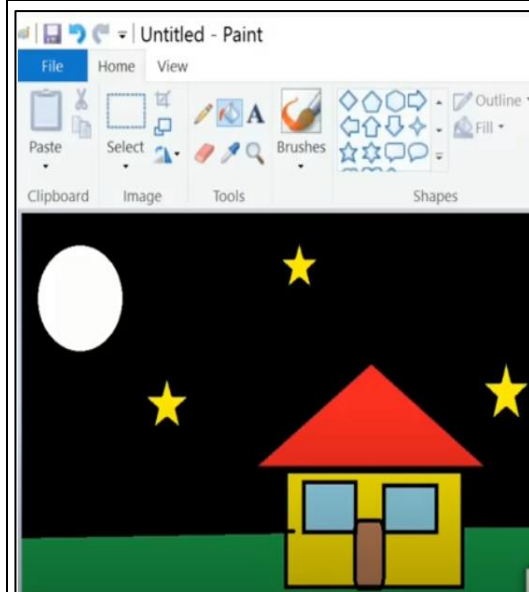 Untitled - Paint
File Home View
Outline
Paste Select Brushes Fill
Clipboard Image Tools Shapes